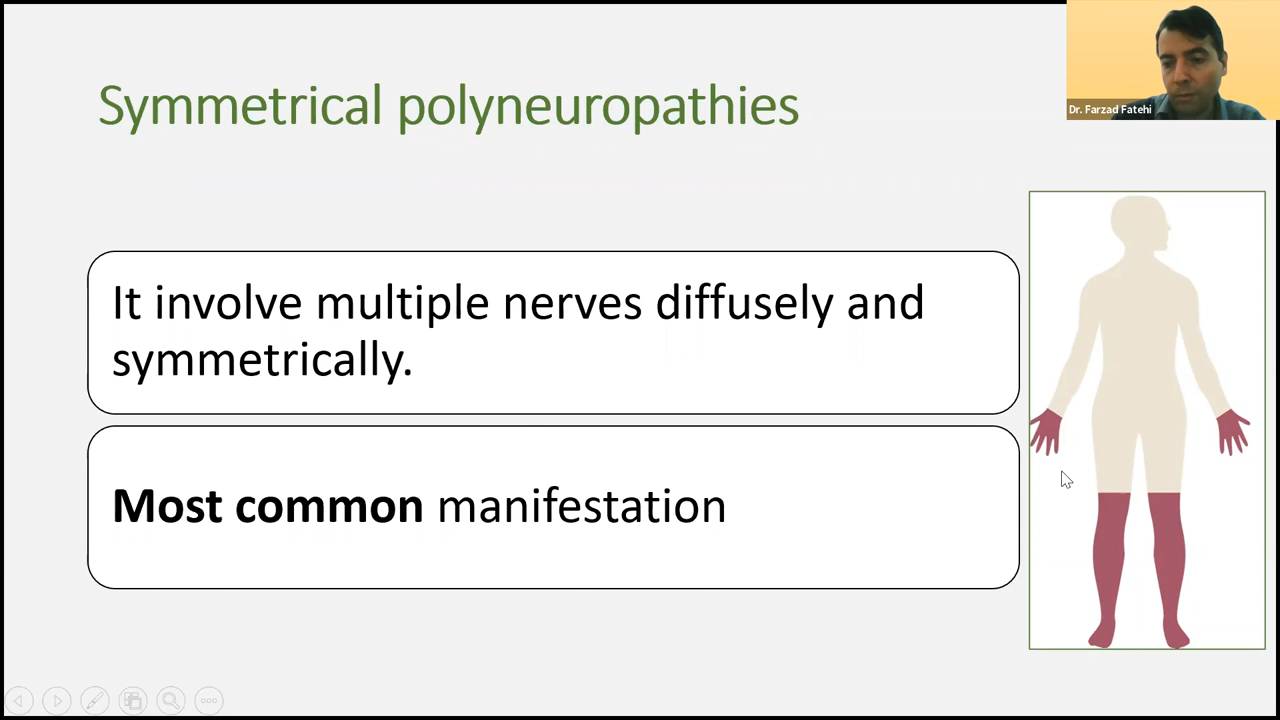 Symmetrical polyneuropathies
Dr. Farzad Fatehi
It involve multiple nerves diffusely and
symmetrically.
Most common manifestation